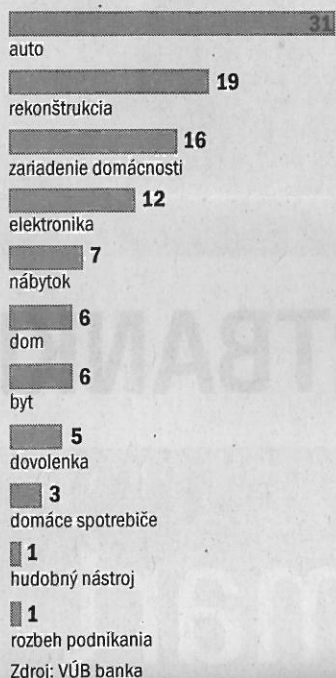 31
auto
19
rekonštrukcia
16
zariadenie domácnosti
12
elektronika
7
nábytok
6
dom
6
byt
5
dovolenka
3
domáce spotrebiče
1
hudobný nástroj
1
rozbeh podníkania
Zdroj: VÚB banka